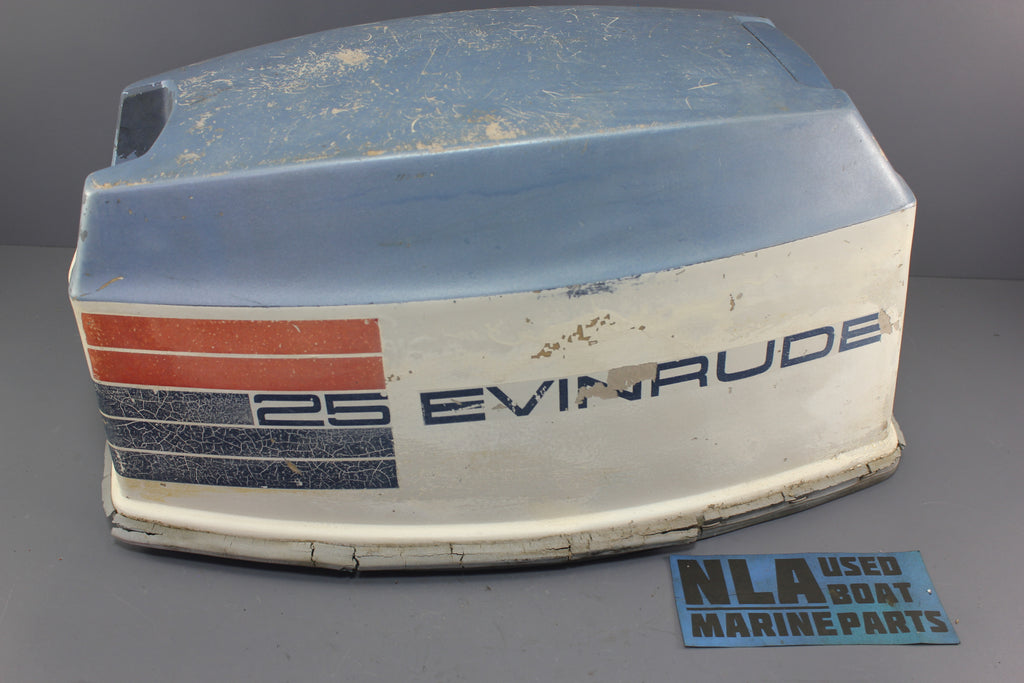 25 EVINRUDE
NLA USED
BOAT
MARINE PARTS